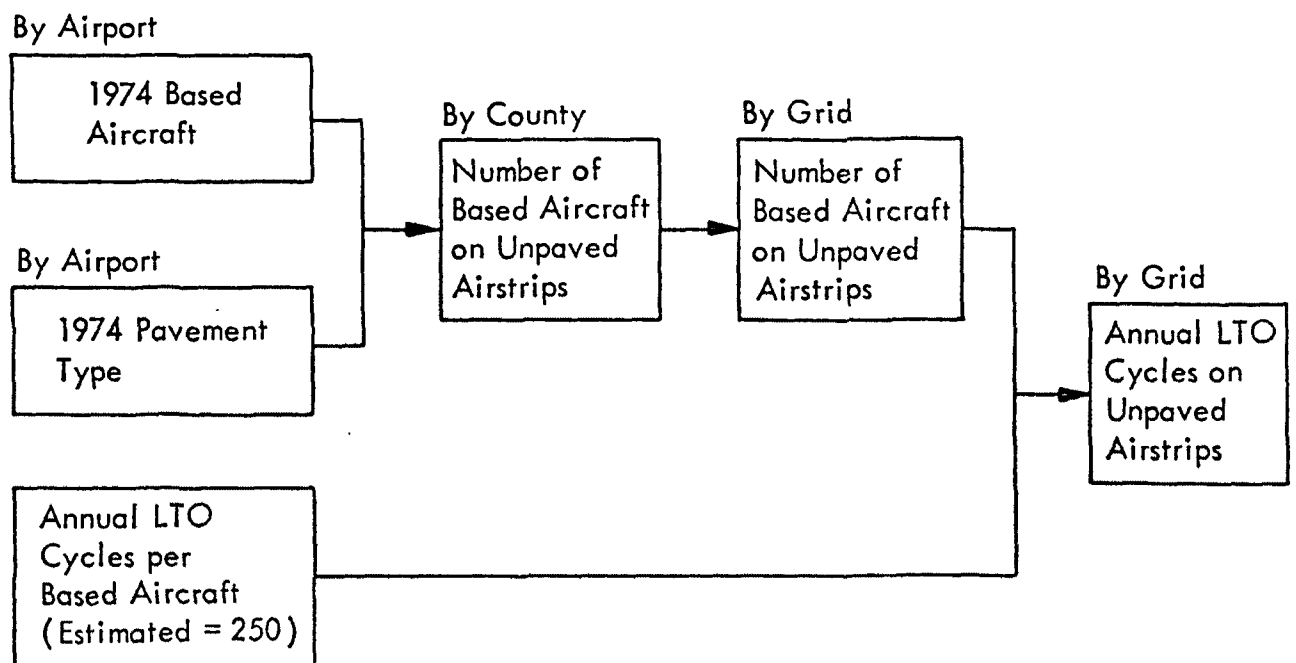 By Airport
1974 Based
Aircraft
By Airport
1974 Pavement
Type
Annual LTO
Cycles per
Based Aircraft
(Estimated = 250)
By County
Number of
Based Aircraft
on Unpaved
Airstrips
By Grid
Number of
Based Aircraft
on Unpaved
Airstrips
By Grid
Annual LTO
Cycles on
Unpaved
Airstrips